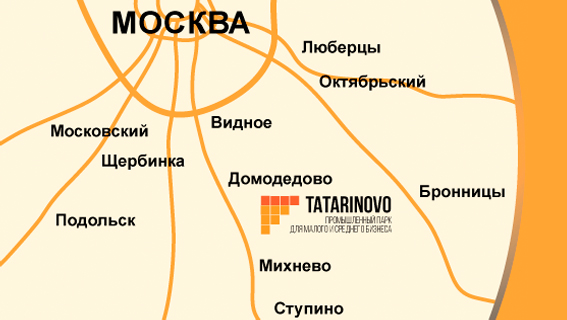 МОСКВА
Люберцы
Октябрьский
Видное
Московский
Щербинка
Домодедово
Бронницы
TATARINOVO
ПРОМЫШЛЕННЫЙ ПАРК
ДЛЯ МАЛОГО И СРЕДНЕГО БИЗНЕСА
Подольск
Михнево
Ступино